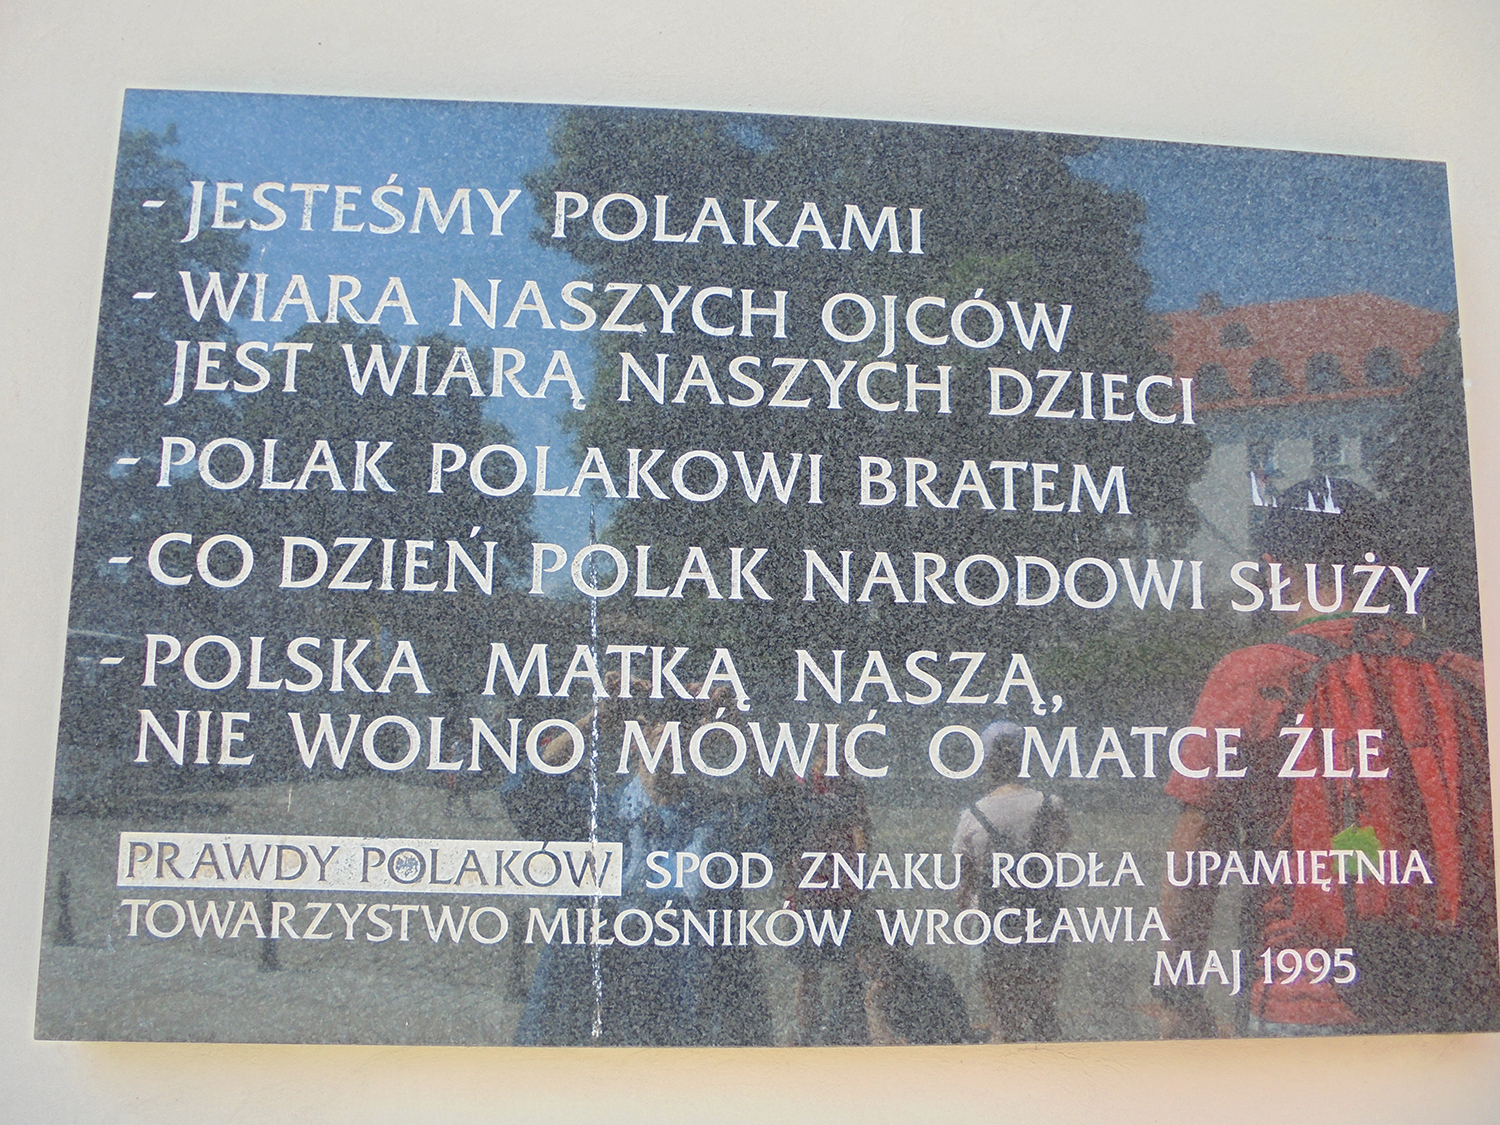 - JESTEŚMY POLAKAMI
- WIARA NASZYCH OJCÓW
JEST WIARĄ NASZYCH DZIECI
- POLAK POLAKOWI BRATEM
- CO DZIEŃ POLAK NARODOWI SŁUŻY
- POLSKA MATKĄ NASZĄ,
NIE WOLNO MÓWIĆ O MATCE ŹLE
PRAWDY POLAKÓW SPOD ZNAKU RODŁA UPAMIĘTNIA
TOWARZYSTWO MIŁOŚNIKÓW WROCŁAWIA
MAJ 1995